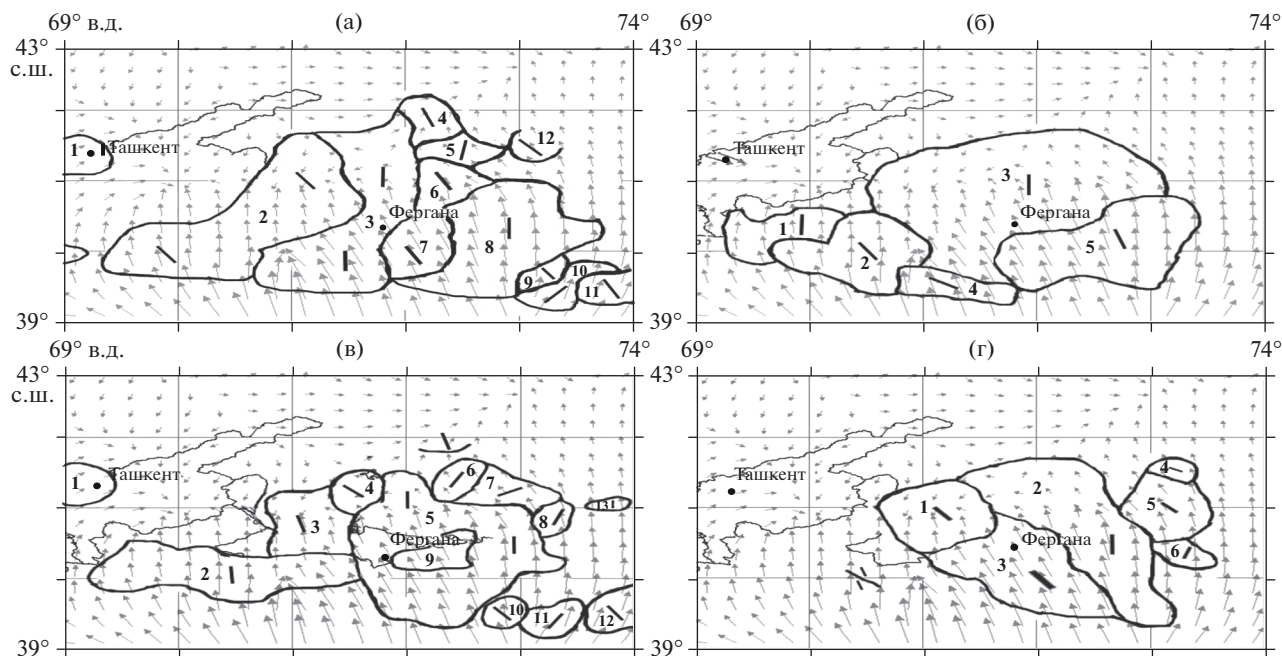 69° в.д. (а) 74° (б)
43° 43°
с.ш.
4
1 Ташкент 12 Ташкент
5
6 3
2 3 Фергана Фергана
7 8 1 5
2
9 10 4
11
39° 39°
69° в.д. (в) 74° 69° (г) 74°
43° 43°
с.ш.
6 4
1 Ташкент 4 7 Ташкент 2
13 1 5
3 5 8
Фергана Фергана
9 6
2 3
10 11 12
39° 39°